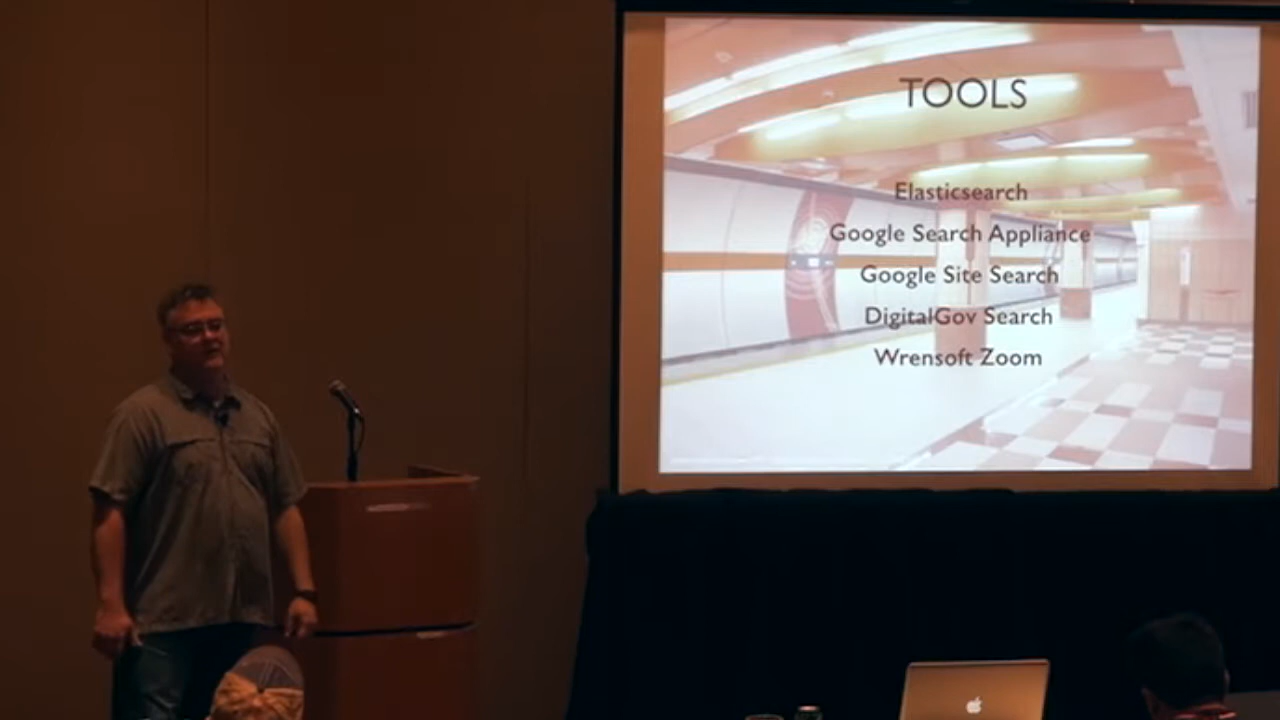 TOOLS
Elasticsearch
Google Search Appliance
Google Site Search
DigitalGov Search
Wrensoft Zoom